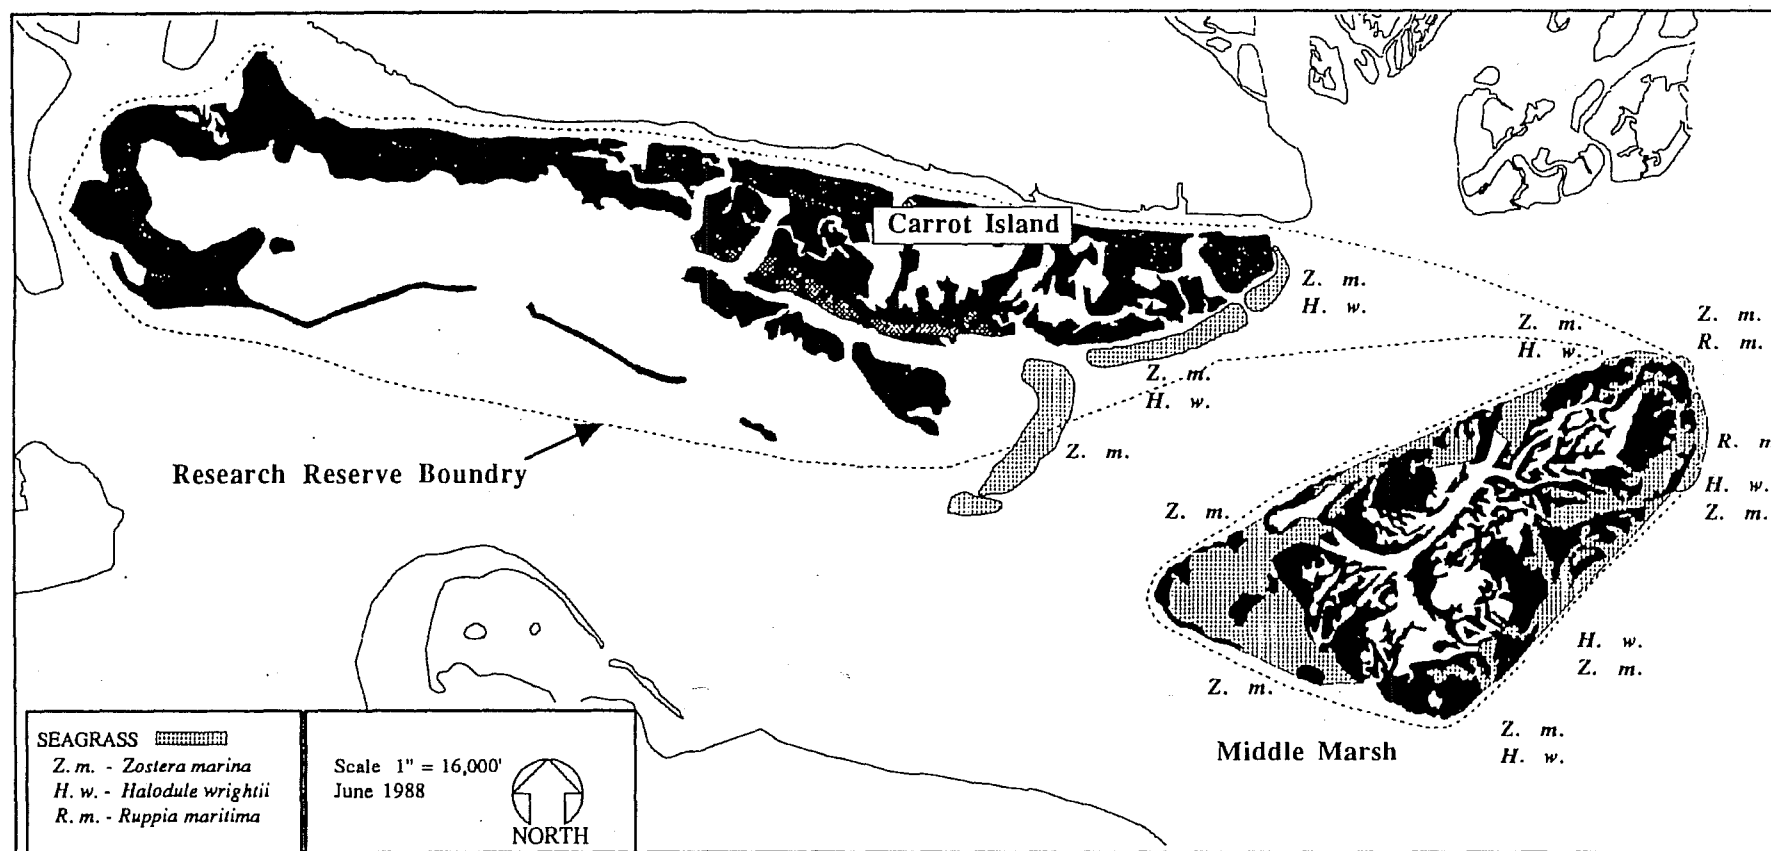 Carrot Island
Z. m.
H. w.
Z. m.
H. w.
Z. m.
R. m.
Z. m.
H. w.
Z. m.
Research Reserve Boundry
R. m
H. w.
Z. m.
Z. m.
H. w.
Z. m.
Z. m.
Z. m.
H. w.
Middle Marsh
SEAGRASS
Z. m. - Zostera marina
H. w. - Halodule wrightii
R. m. - Ruppia maritima
Scale 1" = 16,000'
June 1988
NORTH